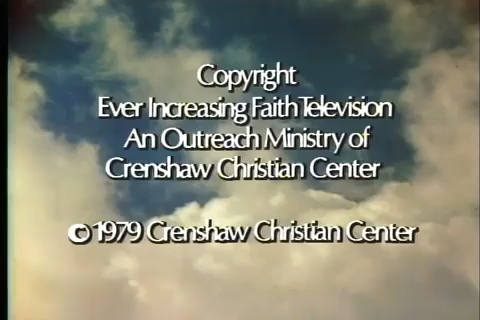 Copyright
Ever Increasing Faith Television
An Outreach Ministry of
Crenshaw Christian Center
© 1979 Crenshaw Christian Center